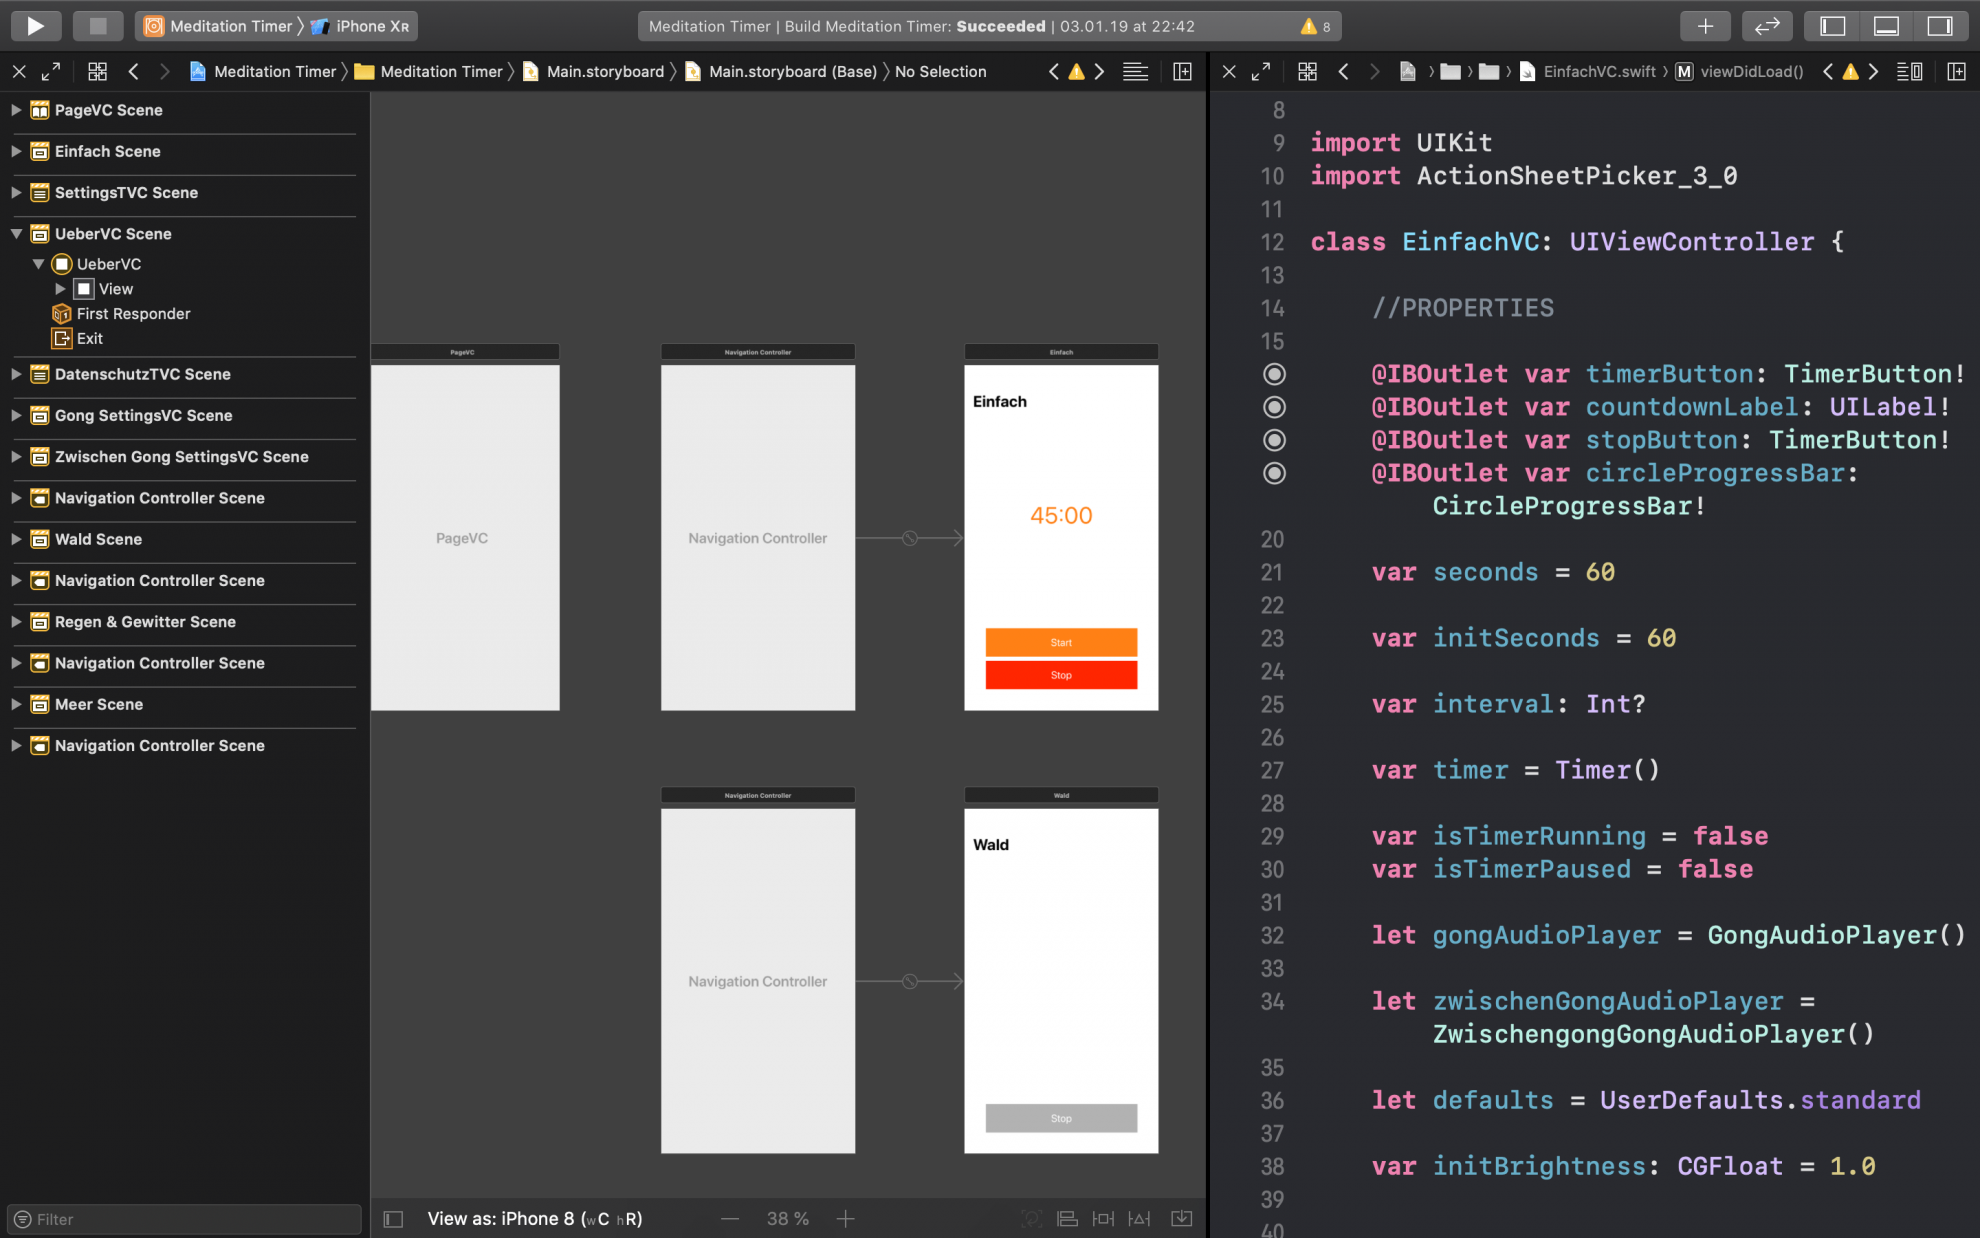 Meditation Timer 〉 iPhone XR
Meditation Timer | Build Meditation Timer: Succeeded | 03.01.19 at 22:42
8
Meditation Timer 〉 Meditation Timer 〉 Main.storyboard 〉 Main.storyboard (Base) 〉 No Selection
EinfachVC.swift 〉 M viewDidLoad()
PageVC Scene
Einfach Scene
SettingsTVC Scene
UeberVC Scene
UeberVC
View
First Responder
Exit
DatenschutzTVC Scene
Gong SettingsVC Scene
Zwischen Gong SettingsVC Scene
Navigation Controller Scene
Wald Scene
Navigation Controller Scene
Regen & Gewitter Scene
Navigation Controller Scene
Meer Scene
Navigation Controller Scene
Filter
PageVC
PageVC
Navigation Controller
Navigation Controller
Einfach
Einfach
45:00
Start
Stop
Navigation Controller
Navigation Controller
Wald
Wald
Stop
View as: iPhone 8 (wC hR)
38 %
8
9 import UIKit
10 import ActionSheetPicker_3_0
11
12 class EinfachVC: UIViewController {
13
14 //PROPERTIES
15
@IBOutlet var timerButton: TimerButton!
@IBOutlet var countdownLabel: UILabel!
@IBOutlet var stopButton: TimerButton!
@IBOutlet var circleProgressBar:
CircleProgressBar!
20
21 var seconds = 60
22
23 var initSeconds = 60
24
25 var interval: Int?
26
27 var timer = Timer()
28
29 var isTimerRunning = false
30 var isTimerPaused = false
31
32 let gongAudioPlayer = GongAudioPlayer()
33
34 let zwischenGongAudioPlayer =
ZwischengongGongAudioPlayer()
35
36 let defaults = UserDefaults.standard
37
38 var initBrightness: CGFloat = 1.0
39
40